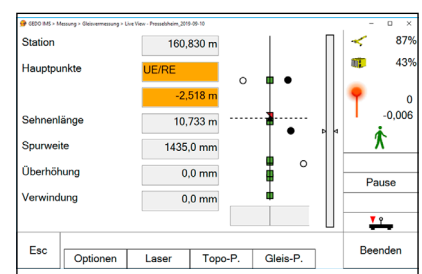 GEDO IMS > Messung > Gleisvermessung > Live View - Presselsheim_2019-09-10
Station 160,830 m 87%
Hauptpunkte UE/RE 43%
-2,518 m 0
-0,006
Sehnenlänge 10,733 m
Spurweite 1435,0 mm
Überhöhung 0,0 mm
Pause
Verwindung 0,0 mm
Esc Optionen Laser Topo-P. Gleis-P. Beenden